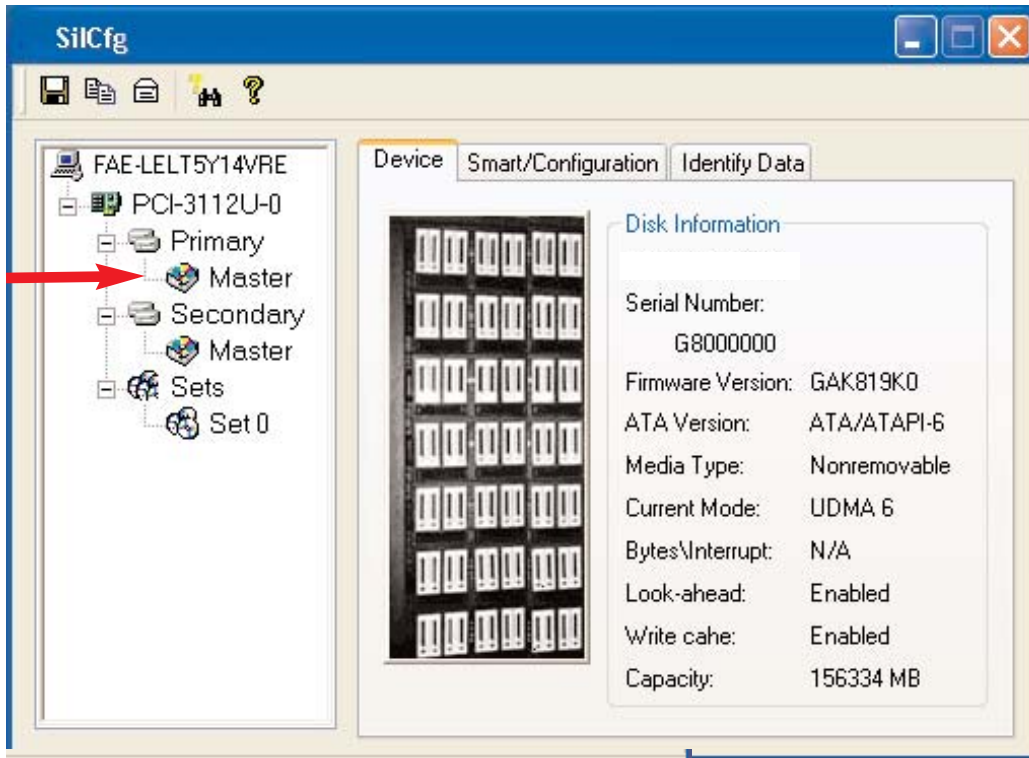 SilCfg
FAE-LELT5Y14VRE
PCI-3112U-0
Primary
Master
Secondary
Master
Sets
Set 0
Device Smart/Configuration Identify Data
Disk Information
Serial Number:
G8000000
Firmware Version: GAK819K0
ATA Version: ATA/ATAPI-6
Media Type: Nonremovable
Current Mode: UDMA 6
Bytes\Interrupt: N/A
Look-ahead: Enabled
Write cahe: Enabled
Capacity: 156334 MB